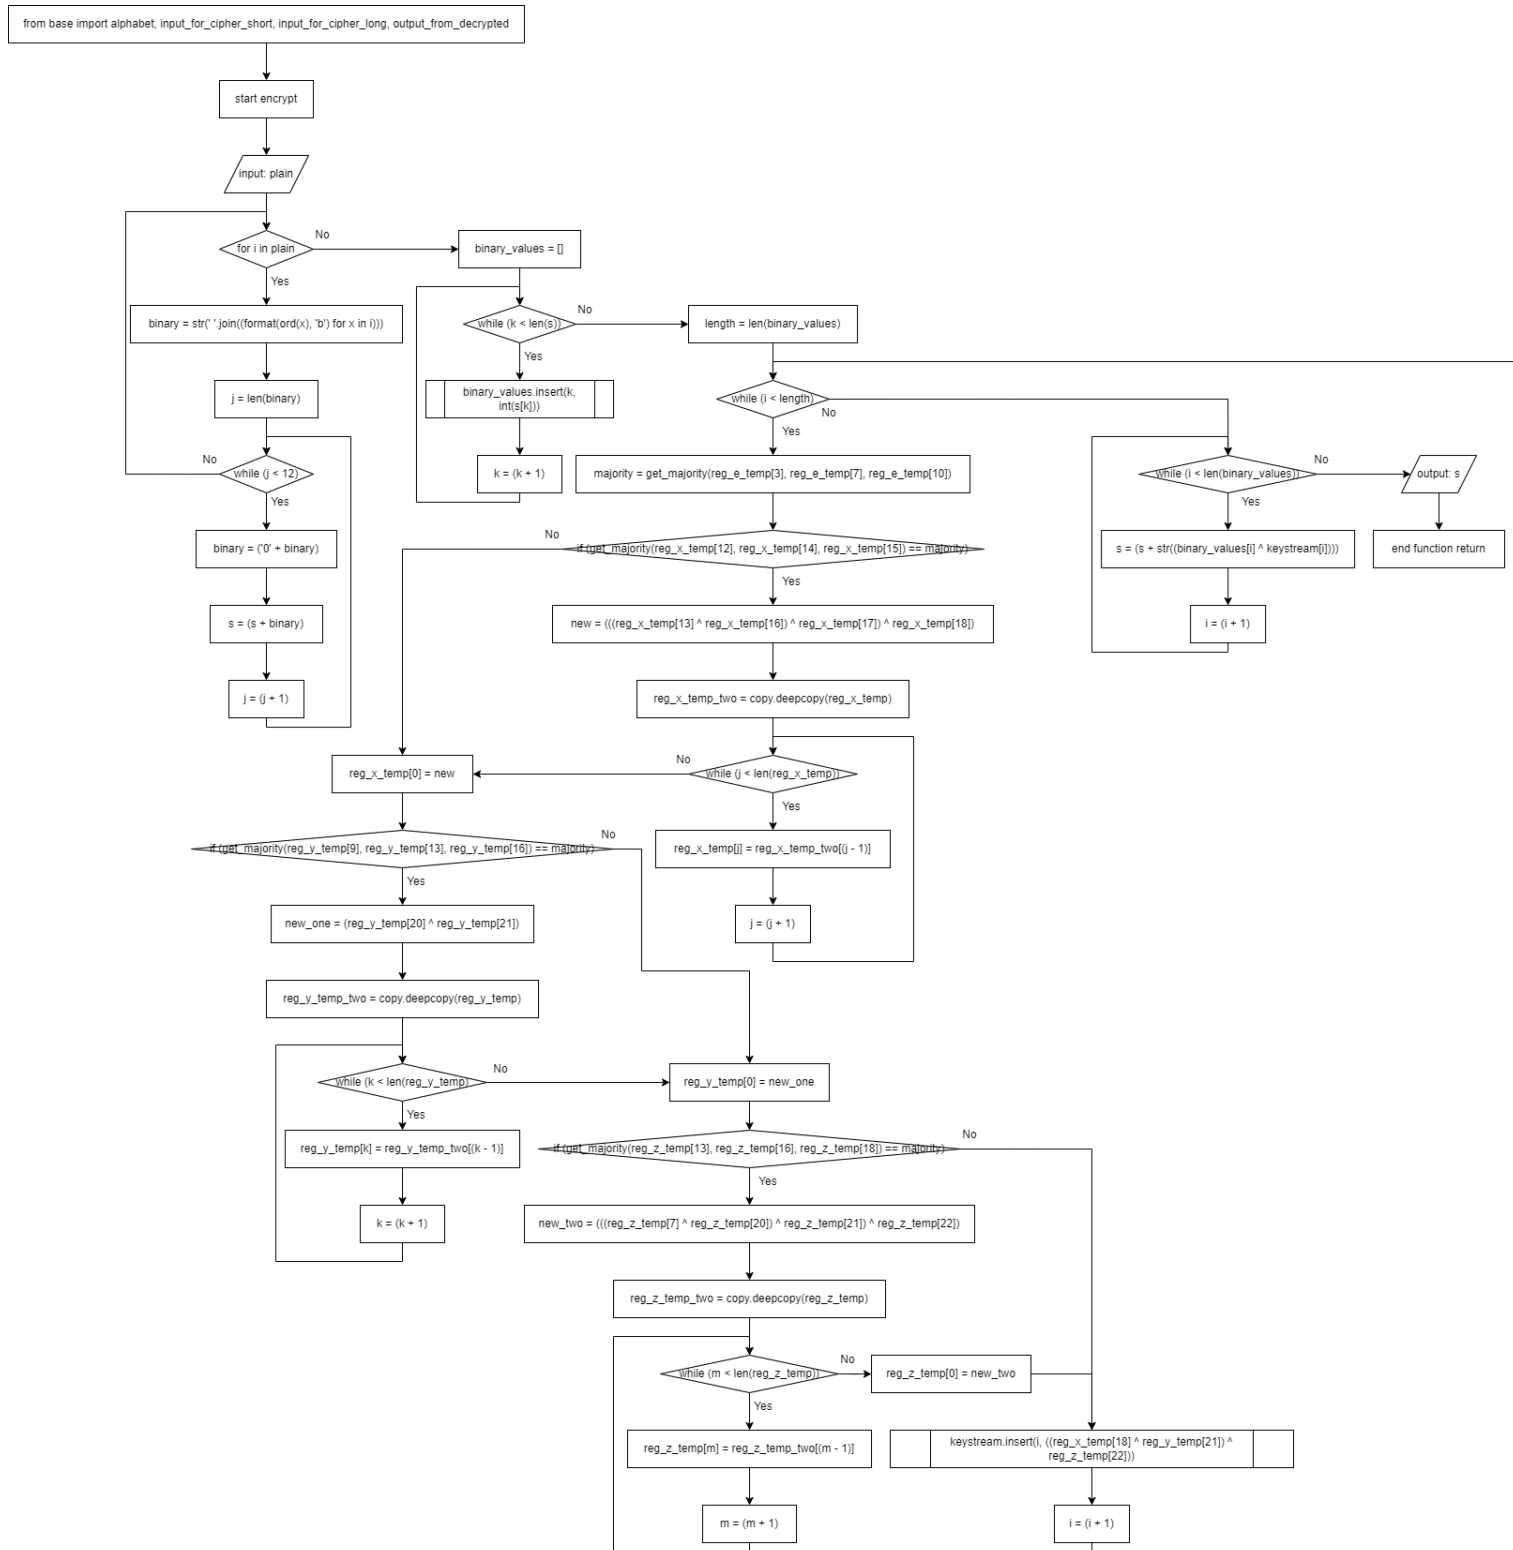 from base import alphabet, input_for_cipher_short, input_for_cipher_long, output_from_decrypted
start encrypt
input: plain
for i in plain
No
Yes
binary = str(' '.join((format(ord(x), 'b') for x in i)))
j = len(binary)
while (j < 12)
No
Yes
binary = ('0' + binary)
s = (s + binary)
j = (j + 1)
binary_values = []
while (k < len(s))
No
Yes
binary_values.insert(k,
int(s[k]))
k = (k + 1)
length = len(binary_values)
while (i < length)
No
Yes
majority = get_majority(reg_e_temp[3], reg_e_temp[7], reg_e_temp[10])
if (get_majority(reg_x_temp[12], reg_x_temp[14], reg_x_temp[15]) == majority)
No
Yes
new = (((reg_x_temp[13] ^ reg_x_temp[16]) ^ reg_x_temp[17]) ^ reg_x_temp[18])
reg_x_temp_two = copy.deepcopy(reg_x_temp)
while (j < len(reg_x_temp))
No
Yes
reg_x_temp[j] = reg_x_temp_two[(j - 1)]
j = (j + 1)
while (i < len(binary_values))
No
Yes
s = (s + str((binary_values[i] ^ keystream[i])))
i = (i + 1)
output: s
end function return
reg_x_temp[0] = new
if (get_majority(reg_y_temp[9], reg_y_temp[13], reg_y_temp[16]) == majority)
No
Yes
new_one = (reg_y_temp[20] ^ reg_y_temp[21])
reg_y_temp_two = copy.deepcopy(reg_y_temp)
while (k < len(reg_y_temp)
No
Yes
reg_y_temp[k] = reg_y_temp_two[(k - 1)]
k = (k + 1)
reg_y_temp[0] = new_one
if (get_majority(reg_z_temp[13], reg_z_temp[16], reg_z_temp[18]) == majority)
No
Yes
new_two = (((reg_z_temp[7] ^ reg_z_temp[20]) ^ reg_z_temp[21]) ^ reg_z_temp[22])
reg_z_temp_two = copy.deepcopy(reg_z_temp)
while (m < len(reg_z_temp))
No
Yes
reg_z_temp[0] = new_two
reg_z_temp[m] = reg_z_temp_two[(m - 1)]
m = (m + 1)
keystream.insert(i, ((reg_x_temp[18] ^ reg_y_temp[21]) ^
reg_z_temp[22]))
i = (i + 1)